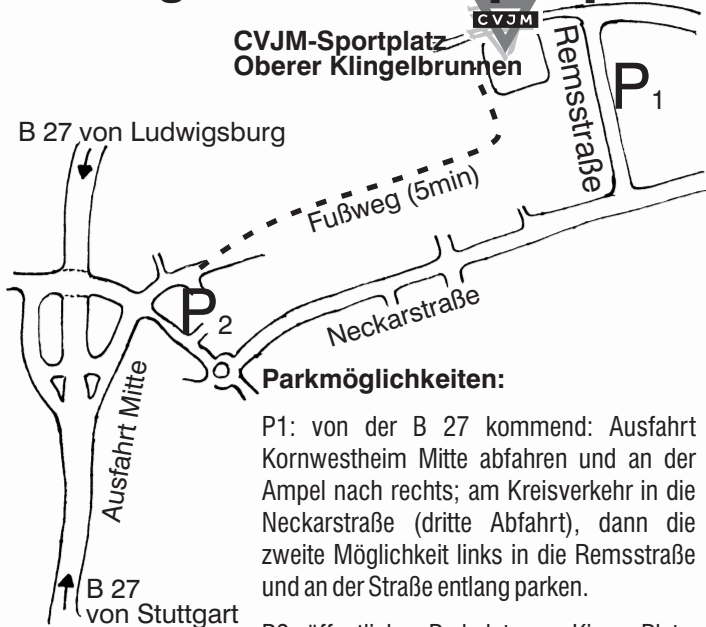 CVJM
CVJM-Sportplatz
Oberer Klingelbrunnen
Remsstraße
P1
B 27 von Ludwigsburg
Fußweg (5min)
P2
Neckarstraße
Ausfahrt Mitte
Parkmöglichkeiten:
P1: von der B 27 kommend: Ausfahrt
Kornwestheim Mitte abfahren und an der
Ampel nach rechts; am Kreisverkehr in die
Neckarstraße (dritte Abfahrt), dann die
zweite Möglichkeit links in die Remsstraße
und an der Straße entlang parken.
B 27
von Stuttgart